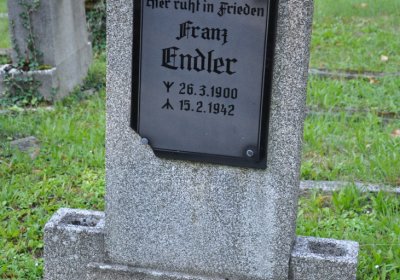 Hier ruht in Frieden
Franz
Endler
ᛉ 26.3.1900
ᛦ 15.2.1942